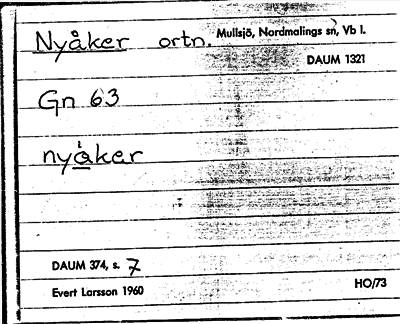 Nyåker ortn. Mullsjö, Nordmalings sn, Vb l.
DAUM 1321
Gn 63
nyåker
DAUM 374, s. 7
Evert Larsson 1960 HO/73